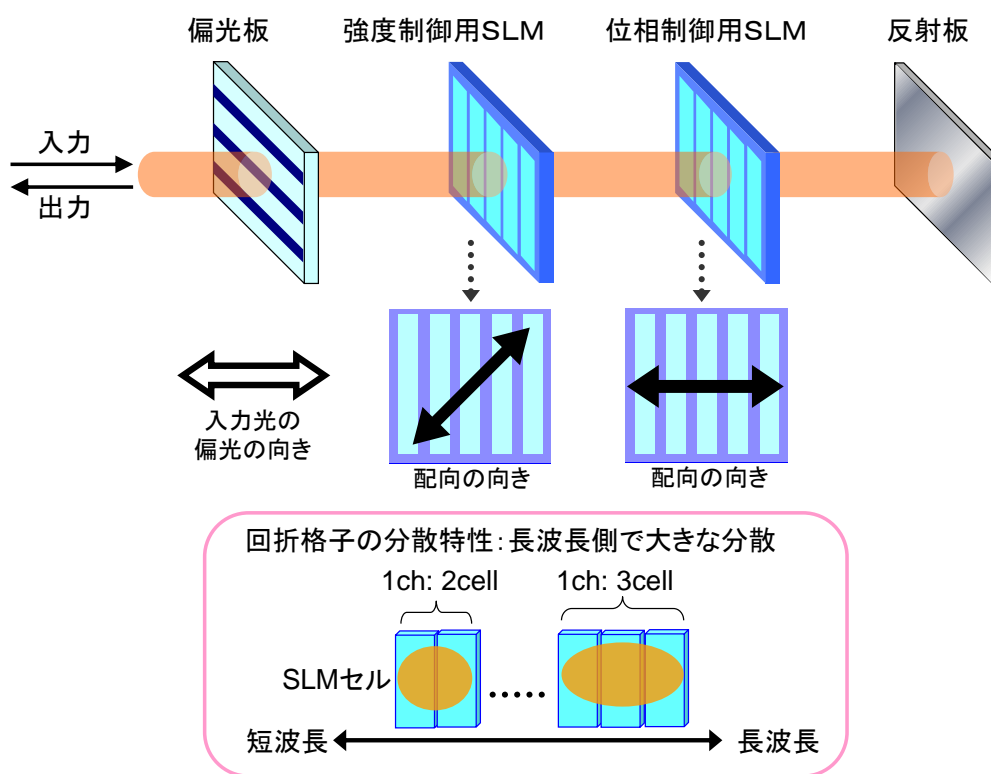 偏光板
強度制御用SLM
位相制御用SLM
反射板
入力
出力
入力光の
偏光の向き
配向の向き
配向の向き
回折格子の分散特性：長波長側で大きな分散
1ch: 2cell
1ch: 3cell
SLMセル
短波長
長波長